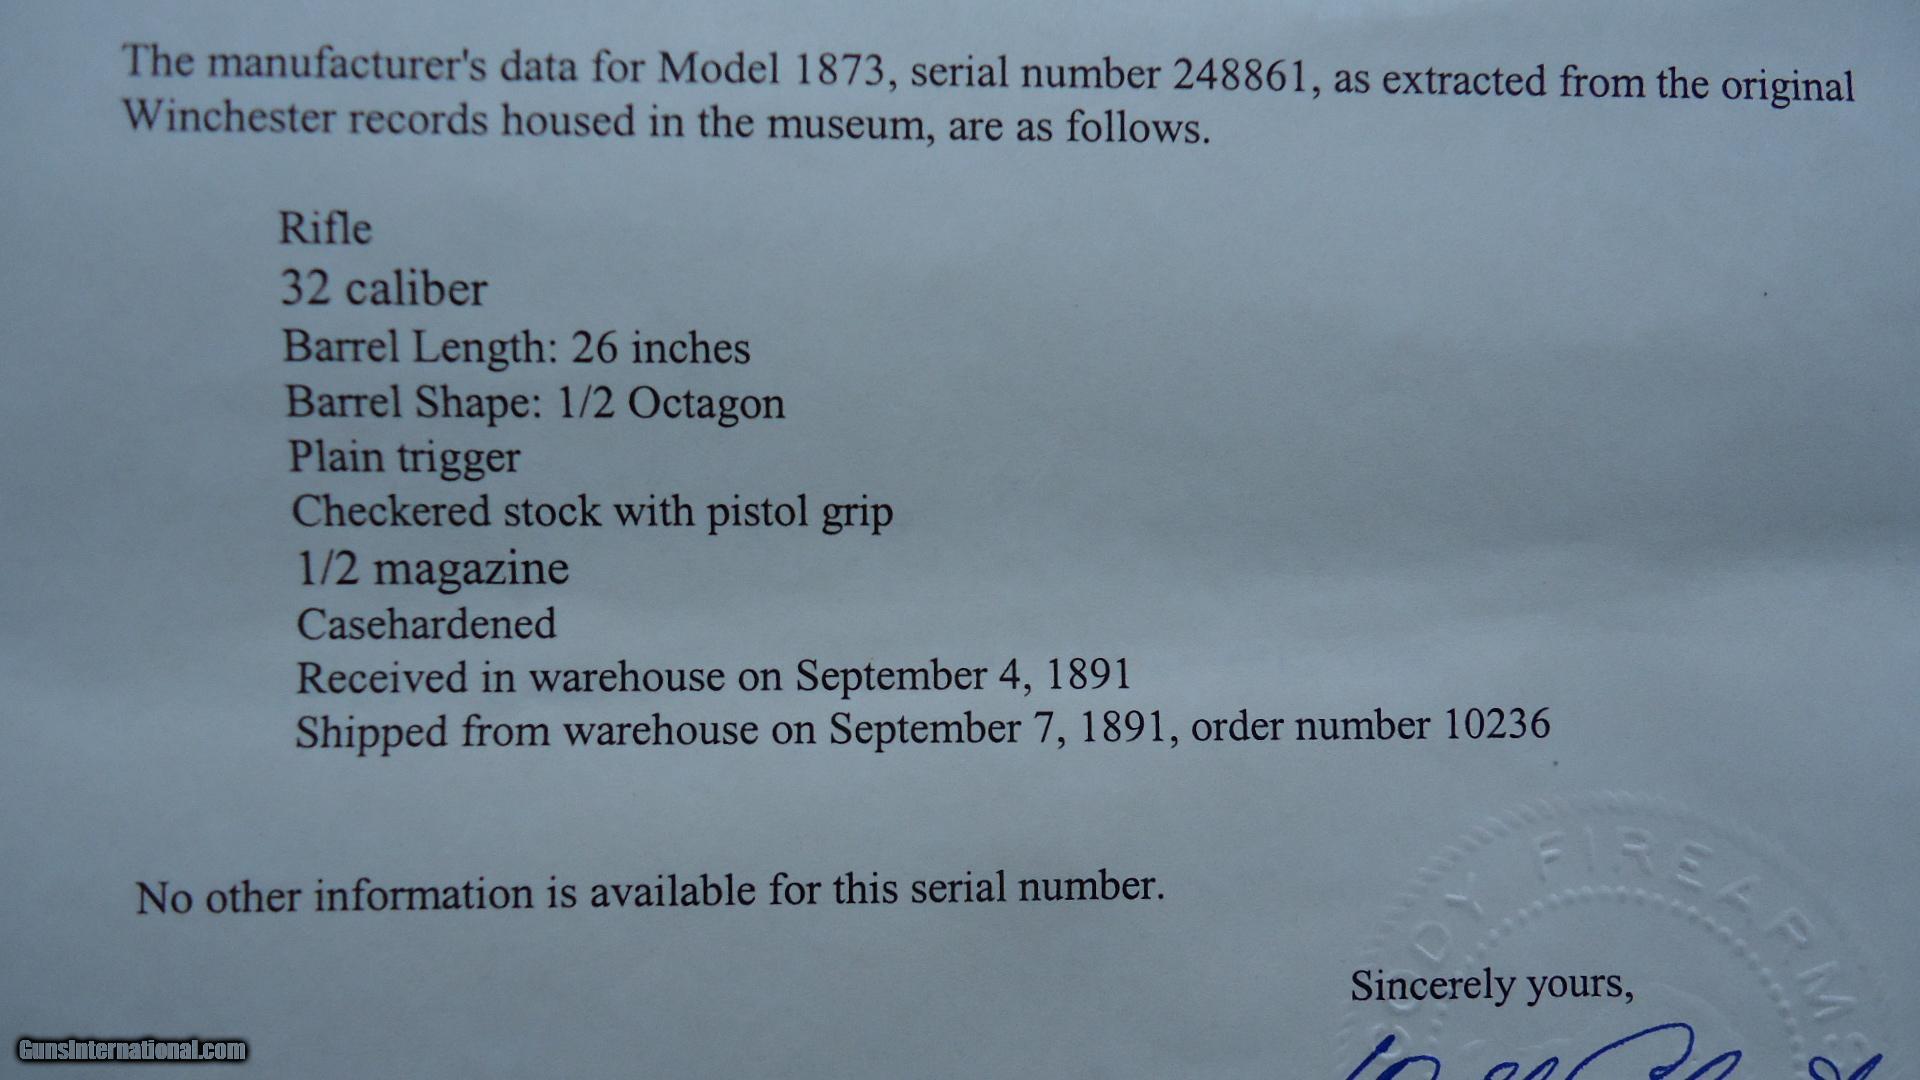 The manufacturer's data for Model 1873, serial number 248861, as extracted from the original
Winchester records housed in the museum, are as follows.
Rifle
32 caliber
Barrel Length: 26 inches
Barrel Shape: 1/2 Octagon
Plain trigger
Checkered stock with pistol grip
1/2 magazine
Casehardened
Received in warehouse on September 4, 1891
Shipped from warehouse on September 7, 1891, order number 10236
No other information is available for this serial number.
Sincerely yours,
CODY FIREARMS
GunsInternational.com